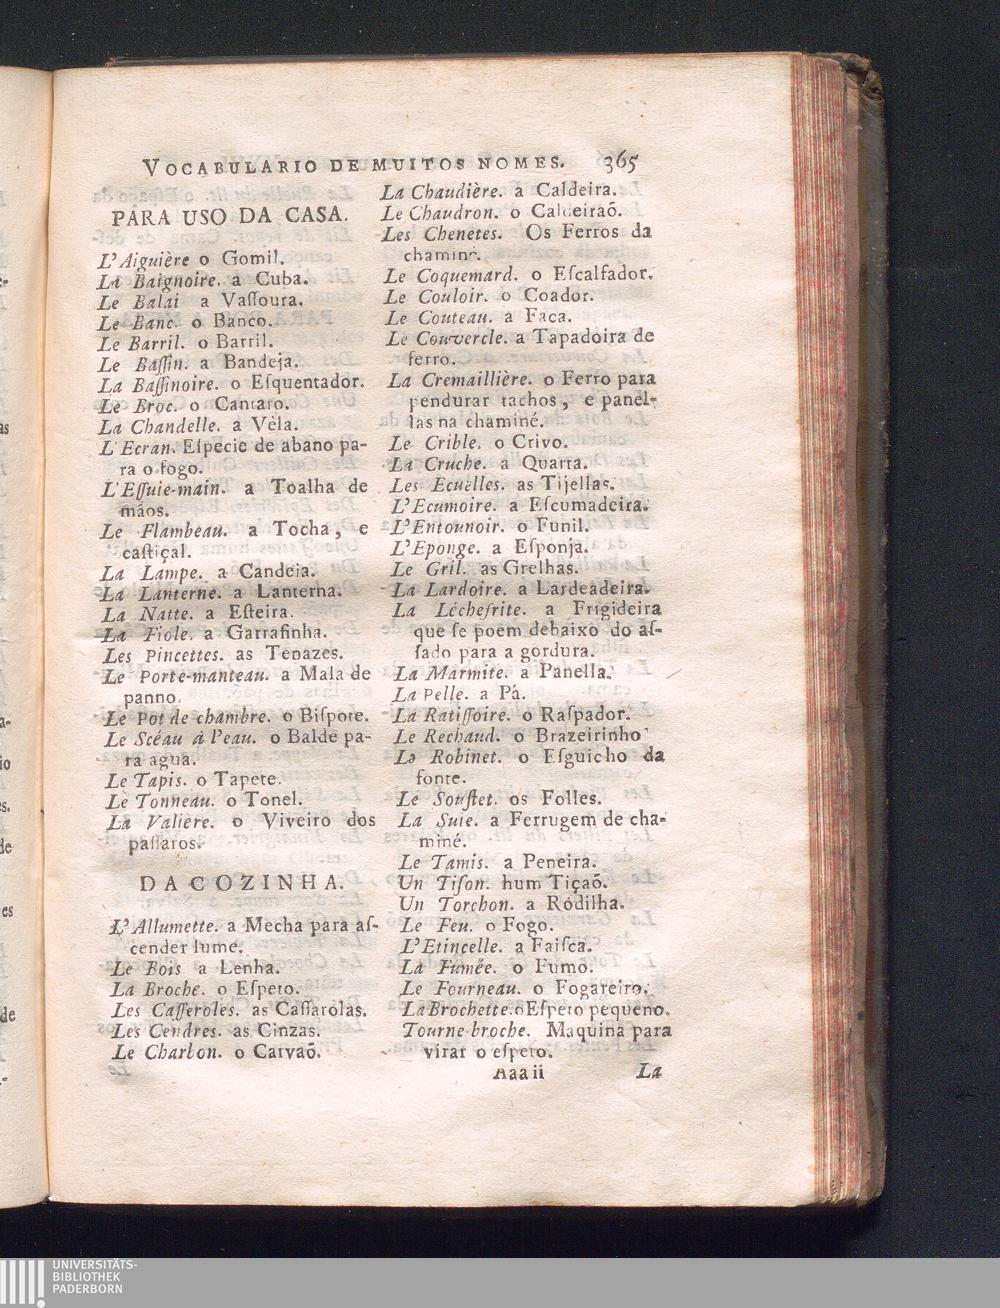 VOCABULARIO DE MUITOS NOMES. 365
PARA USO DA CASA.
L'Aiguière o Gomil.
La Baignoire. a Cuba.
Le Balai a Vaſſoura.
Le Banc. o Banco.
Le Barril. o Barril.
Le Baſſin. a Bandeja.
La Baſſinoire. o Eſquentador.
Le Broc. o Cantaro.
La Chandelle. a Véla.
L'Ecran. Eſpecie de abano pa-
ra o fogo.
L'Eſſuie-main. a Toalha de
mãos.
Le Flambeau. a Tocha, e
caſtiçal.
La Lampe. a Candeia.
La Lanterne. a Lanterna.
La Natte. a Eſteira.
La Fiole. a Garrafinha.
Les Pincettes. as Tenazes.
Le Porte-manteau. a Mala de
panno.
Le Pot de chambre. o Biſpote.
Le Scéau à l'eau. o Balde pa-
ra agua.
Le Tapis. o Tapete.
Le Tonneau. o Tonel.
La Valiere. o Viveiro dos
paſſaros.
DA COZINHA.
L'Allumette. a Mecha para aſ-
cender lume.
Le Bois a Lenha.
La Broche. o Eſpeto.
Les Caſſeroles. as Caſſarolas.
Les Cendres. as Cinzas.
Le Charbon. o Carvaõ.
La Chaudière. a Caldeira.
Le Chaudron. o Caldeiraõ.
Les Chenetes. Os Ferros da
chaminé.
Le Coquemard. o Eſcalfador.
Le Couloir. o Coador.
Le Couteau. a Faca.
Le Couvercle. a Tapadoira de
ferro.
La Cremaillière. o Ferro para
pendurar tachos, e panel-
las na chaminé.
Le Crible. o Crivo.
La Cruche. a Quarta.
Les Ecuëlles. as Tijellas.
L'Ecumoire. a Eſcumadeira.
L'Entounoir. o Funil.
L'Eponge. a Eſponja.
Le Gril. as Grelhas.
La Lardoire. a Lardeadeira.
La Léchefrite. a Frigideira
que ſe poem debaixo do aſ-
ſado para a gordura.
La Marmite. a Panella.
La Pelle. a Pá.
La Ratiſſoire. o Raſpador.
Le Rechaud. o Brazeirinho
Le Robinet. o Eſguicho da
fonte.
Le Souflet. os Folles.
La Suie. a Ferrugem de cha-
miné.
Le Tamis. a Peneira.
Un Tiſon. hum Tiçaõ.
Un Torchon. a Ródilha.
Le Feu. o Fogo.
L'Etincelle. a Faiſca.
La Fumée. o Fumo.
Le Fourneau. o Fogareiro.
La Brochette. o Eſpeto pequeno.
Tourne-broche. Maquina para
virar o eſpeto.
Aaa ii La
UNIVERSITÄTS-
BIBLIOTHEK
PADERBORN